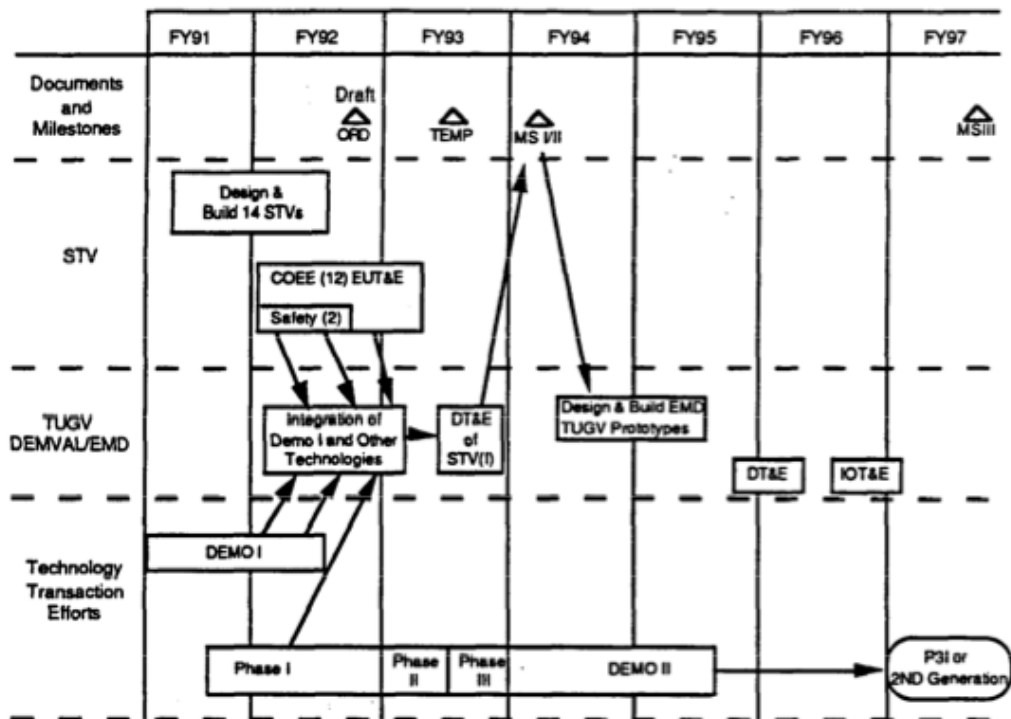 FY91 FY92 FY93 FY94 FY95 FY96 FY97
Documents
and
Milestones
Draft
ORD
TEMP
MS I/II
MSIII
STV
Design &
Build 14 STVs
COEE (12) EUT&E
Safety (2)
TUGV
DEMVAL/EMD
Integration of
Demo I and Other
Technologies
DT&E
of
STV(I)
Design & Build EMD
TUGV Prototypes
DT&E
IOT&E
Technology
Transaction
Efforts
DEMO I
Phase I
Phase
II
Phase
III
DEMO II
P3I or
2ND Generation